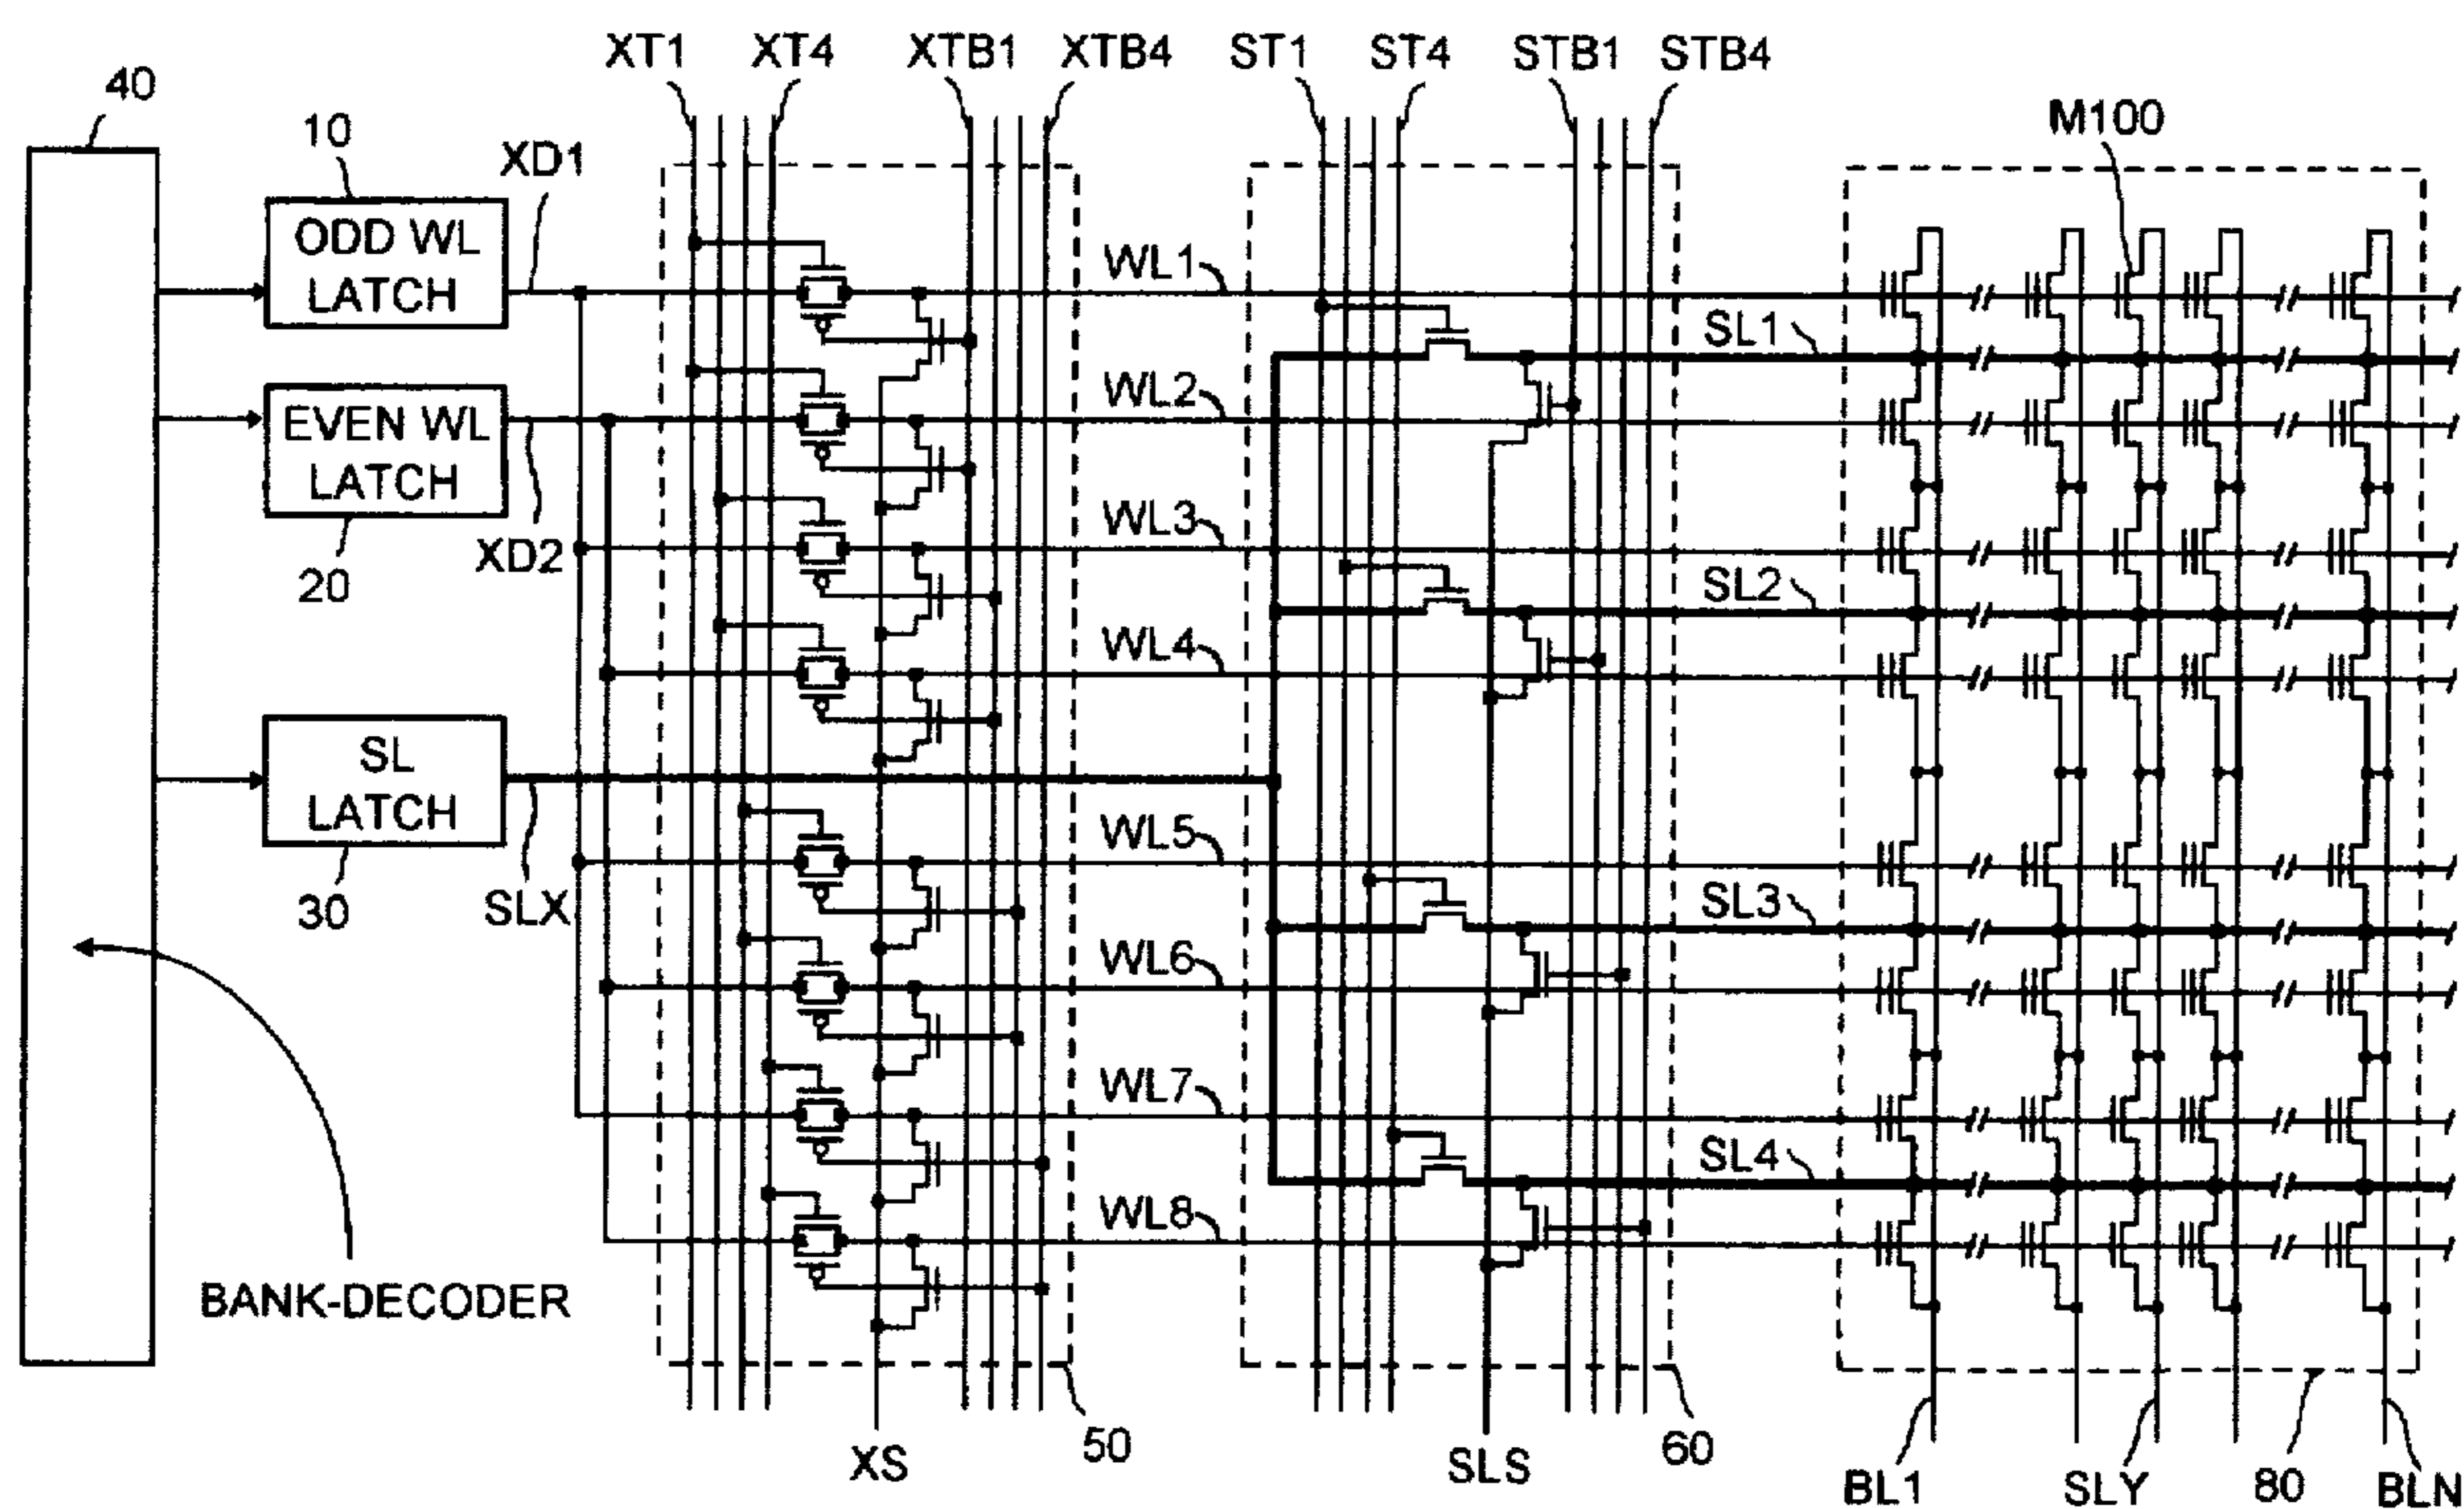 XT1 XT4 XTB1 XTB4 ST1 ST4 STB1 STB4
40
M100
10
XD1
ODD WL
LATCH
WL1
SL1
WL2
EVEN WL
LATCH
WL3
XD2
20
SL2
WL4
SL
LATCH
WL5
SL3
30
SLX
WL6
WL7
SL4
WL8
BANK-DECODER
50
60
XS
SLS
BL1
SLY
80
BLN